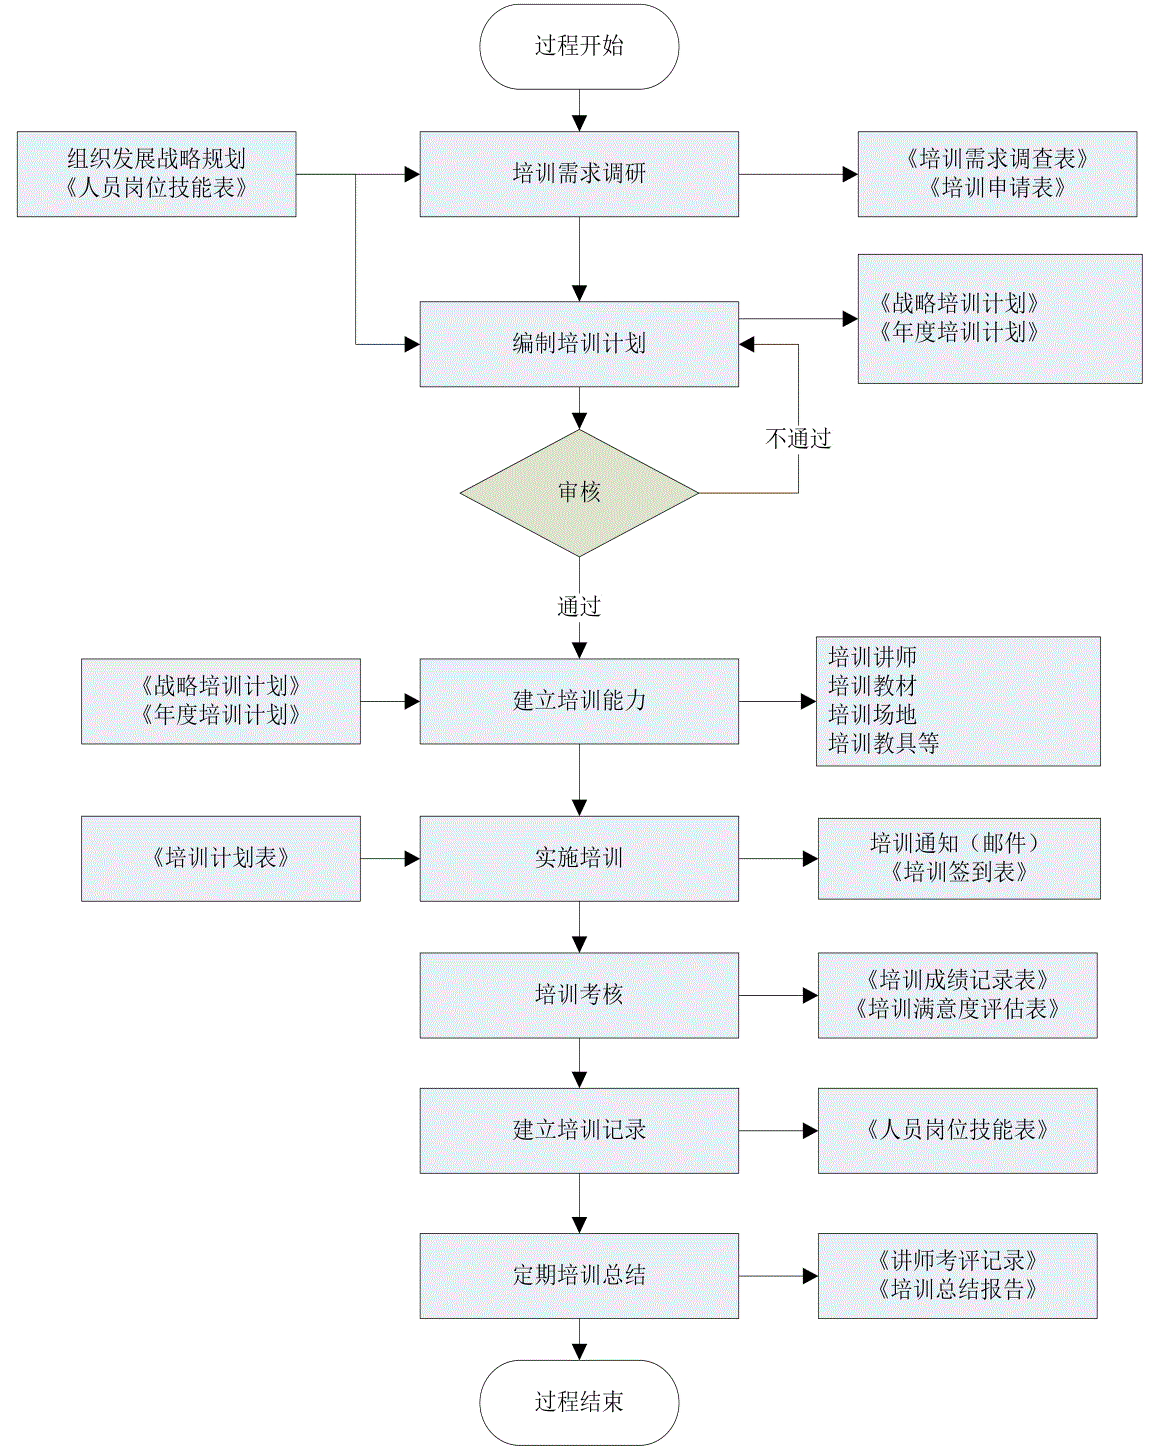 过程开始
组织发展战略规划
《人员岗位技能表》
培训需求调研
《培训需求调查表》
《培训申请表》
编制培训计划
《战略培训计划》
《年度培训计划》
不通过
审核
通过
《战略培训计划》
《年度培训计划》
建立培训能力
培训讲师
培训教材
培训场地
培训教具等
《培训计划表》
实施培训
培训通知（邮件）
《培训签到表》
培训考核
《培训成绩记录表》
《培训满意度评估表》
建立培训记录
《人员岗位技能表》
定期培训总结
《讲师考评记录》
《培训总结报告》
过程结束